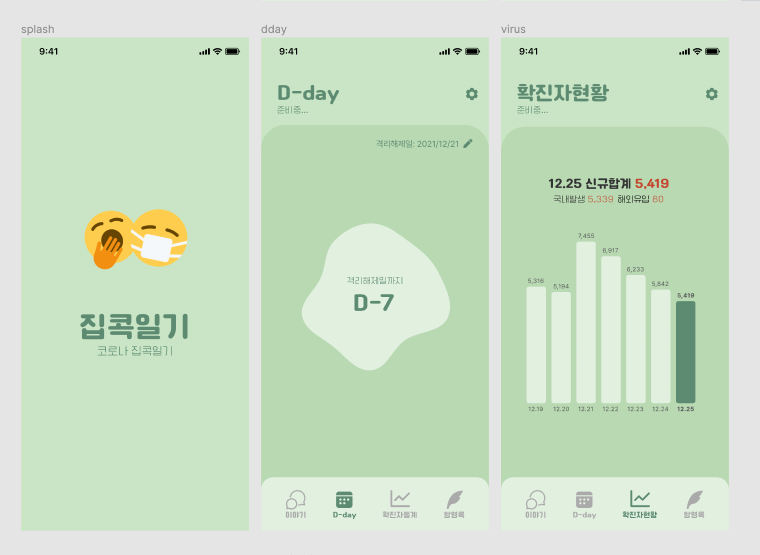 splash
9:41
집콕일기
코로나 집콕일기
dday
9:41
D-day
준비중...
격리해제일: 2021/12/21
격리해제일까지
D-7
이야기
D-day
확진자통계
방명록
virus
9:41
확진자현황
준비중...
12.25 신규합계 5,419
국내발생 5,339 해외유입 80
7,455
6,917
6,233
5,842
5,419
5,316
5,194
12.19
12.20
12.21
12.22
12.23
12.24
12.25
이야기
D-day
확진자현황
방명록